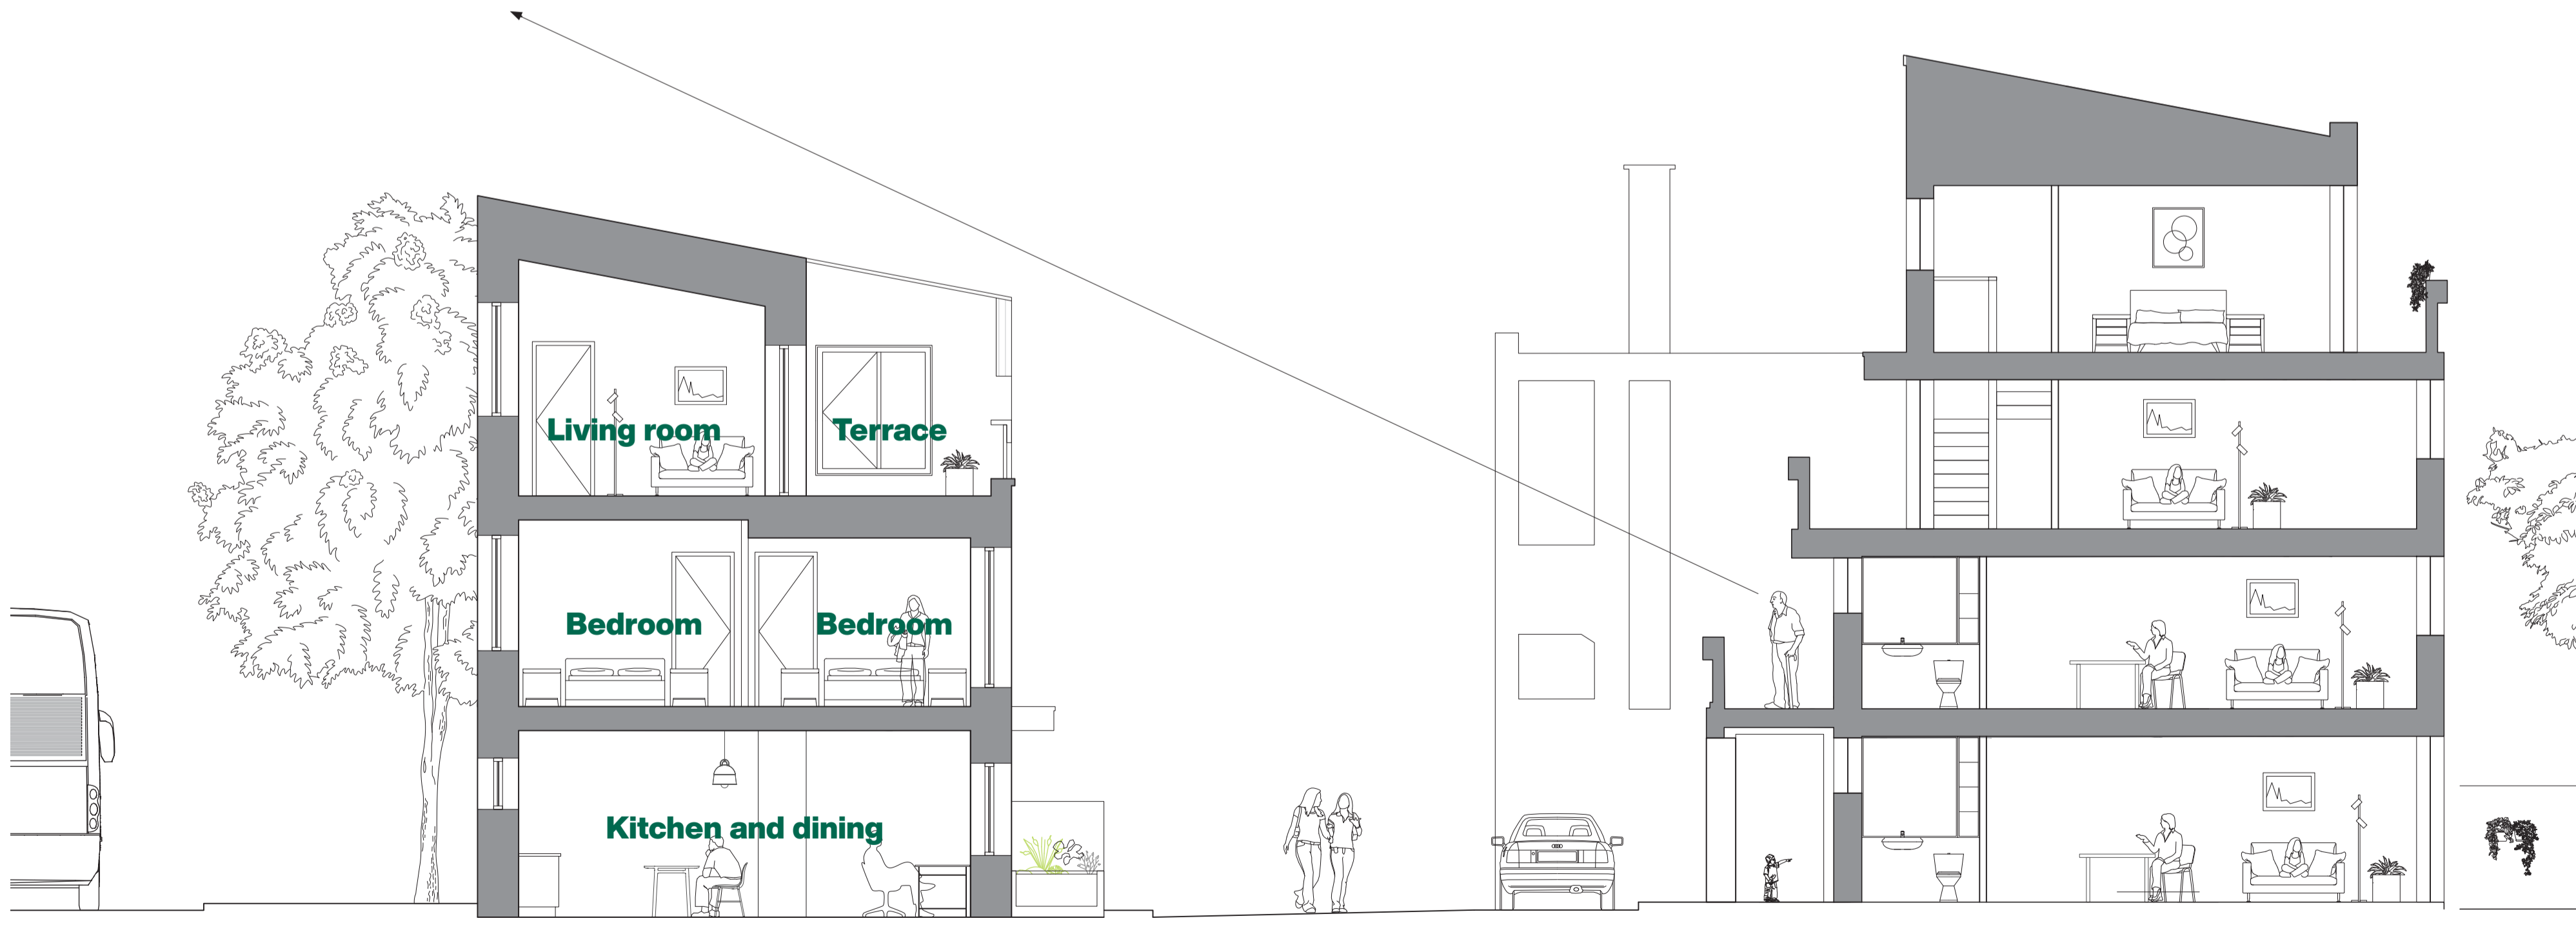 Living room
Terrace
Bedroom
Bedroom
Kitchen and dining